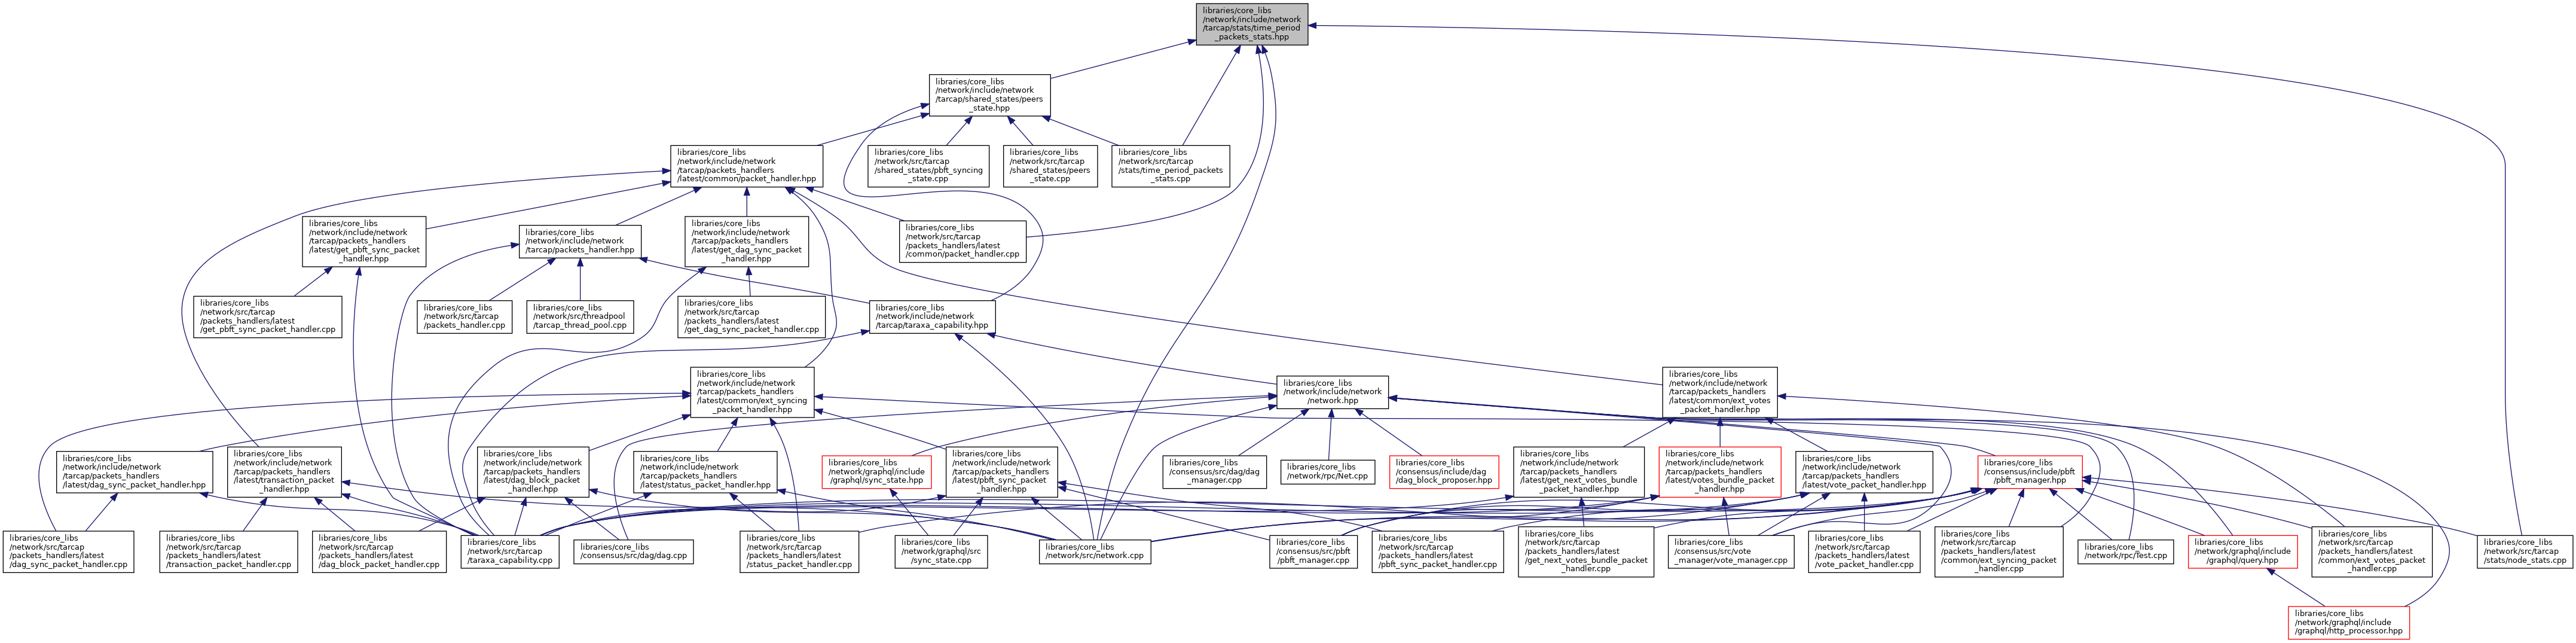 libraries/core_libs
/network/include/network
/tarcap/stats/time_period
_packets_stats.hpp
libraries/core_libs
/network/include/network
/tarcap/shared_states/peers
_state.hpp
libraries/core_libs
/network/include/network
/tarcap/packets_handlers
/latest/common/packet_handler.hpp
libraries/core_libs
/network/src/tarcap
/shared_states/pbft_syncing
_state.cpp
libraries/core_libs
/network/src/tarcap
/shared_states/peers
_state.cpp
libraries/core_libs
/network/src/tarcap
/stats/time_period_packets
_stats.cpp
libraries/core_libs
/network/include/network
/tarcap/packets_handlers
/latest/get_pbft_sync_packet
_handler.hpp
libraries/core_libs
/network/include/network
/tarcap/packets_handler.hpp
libraries/core_libs
/network/include/network
/tarcap/packets_handlers
/latest/get_dag_sync_packet
_handler.hpp
libraries/core_libs
/network/src/tarcap
/packets_handlers/latest
/common/packet_handler.cpp
libraries/core_libs
/network/src/tarcap
/packets_handlers/latest
/get_pbft_sync_packet_handler.cpp
libraries/core_libs
/network/src/tarcap
/packets_handler.cpp
libraries/core_libs
/network/src/threadpool
/tarcap_thread_pool.cpp
libraries/core_libs
/network/src/tarcap
/packets_handlers/latest
/get_dag_sync_packet_handler.cpp
libraries/core_libs
/network/include/network
/tarcap/taraxa_capability.hpp
libraries/core_libs
/network/include/network
/tarcap/packets_handlers
/latest/common/ext_syncing
_packet_handler.hpp
libraries/core_libs
/network/include/network
/network.hpp
libraries/core_libs
/network/include/network
/tarcap/packets_handlers
/latest/common/ext_votes
_packet_handler.hpp
libraries/core_libs
/network/include/network
/tarcap/packets_handlers
/latest/dag_sync_packet_handler.hpp
libraries/core_libs
/network/include/network
/tarcap/packets_handlers
/latest/transaction_packet
_handler.hpp
libraries/core_libs
/network/include/network
/tarcap/packets_handlers
/latest/dag_block_packet
_handler.hpp
libraries/core_libs
/network/include/network
/tarcap/packets_handlers
/latest/status_packet_handler.hpp
libraries/core_libs
/network/graphql/include
/graphql/sync_state.hpp
libraries/core_libs
/network/include/network
/tarcap/packets_handlers
/latest/pbft_sync_packet
_handler.hpp
libraries/core_libs
/consensus/src/dag/dag
_manager.cpp
libraries/core_libs
/network/rpc/Net.cpp
libraries/core_libs
/consensus/include/dag
/dag_block_proposer.hpp
libraries/core_libs
/network/include/network
/tarcap/packets_handlers
/latest/get_next_votes_bundle
_packet_handler.hpp
libraries/core_libs
/network/include/network
/tarcap/packets_handlers
/latest/votes_bundle_packet
_handler.hpp
libraries/core_libs
/network/include/network
/tarcap/packets_handlers
/latest/vote_packet_handler.hpp
libraries/core_libs
/consensus/include/pbft
/pbft_manager.hpp
libraries/core_libs
/network/src/tarcap
/packets_handlers/latest
/dag_sync_packet_handler.cpp
libraries/core_libs
/network/src/tarcap
/packets_handlers/latest
/transaction_packet_handler.cpp
libraries/core_libs
/network/src/tarcap
/packets_handlers/latest
/dag_block_packet_handler.cpp
libraries/core_libs
/network/src/tarcap
/taraxa_capability.cpp
libraries/core_libs
/consensus/src/dag/dag.cpp
libraries/core_libs
/network/src/tarcap
/packets_handlers/latest
/status_packet_handler.cpp
libraries/core_libs
/network/graphql/src
/sync_state.cpp
libraries/core_libs
/network/src/network.cpp
libraries/core_libs
/consensus/src/pbft
/pbft_manager.cpp
libraries/core_libs
/network/src/tarcap
/packets_handlers/latest
/pbft_sync_packet_handler.cpp
libraries/core_libs
/network/src/tarcap
/packets_handlers/latest
/get_next_votes_bundle_packet
_handler.cpp
libraries/core_libs
/consensus/src/vote
_manager/vote_manager.cpp
libraries/core_libs
/network/src/tarcap
/packets_handlers/latest
/vote_packet_handler.cpp
libraries/core_libs
/network/src/tarcap
/packets_handlers/latest
/common/ext_syncing_packet
_handler.cpp
libraries/core_libs
/network/rpc/Test.cpp
libraries/core_libs
/network/graphql/include
/graphql/query.hpp
libraries/core_libs
/network/src/tarcap
/packets_handlers/latest
/common/ext_votes_packet
_handler.cpp
libraries/core_libs
/network/src/tarcap
/stats/node_stats.cpp
libraries/core_libs
/network/graphql/include
/graphql/http_processor.hpp